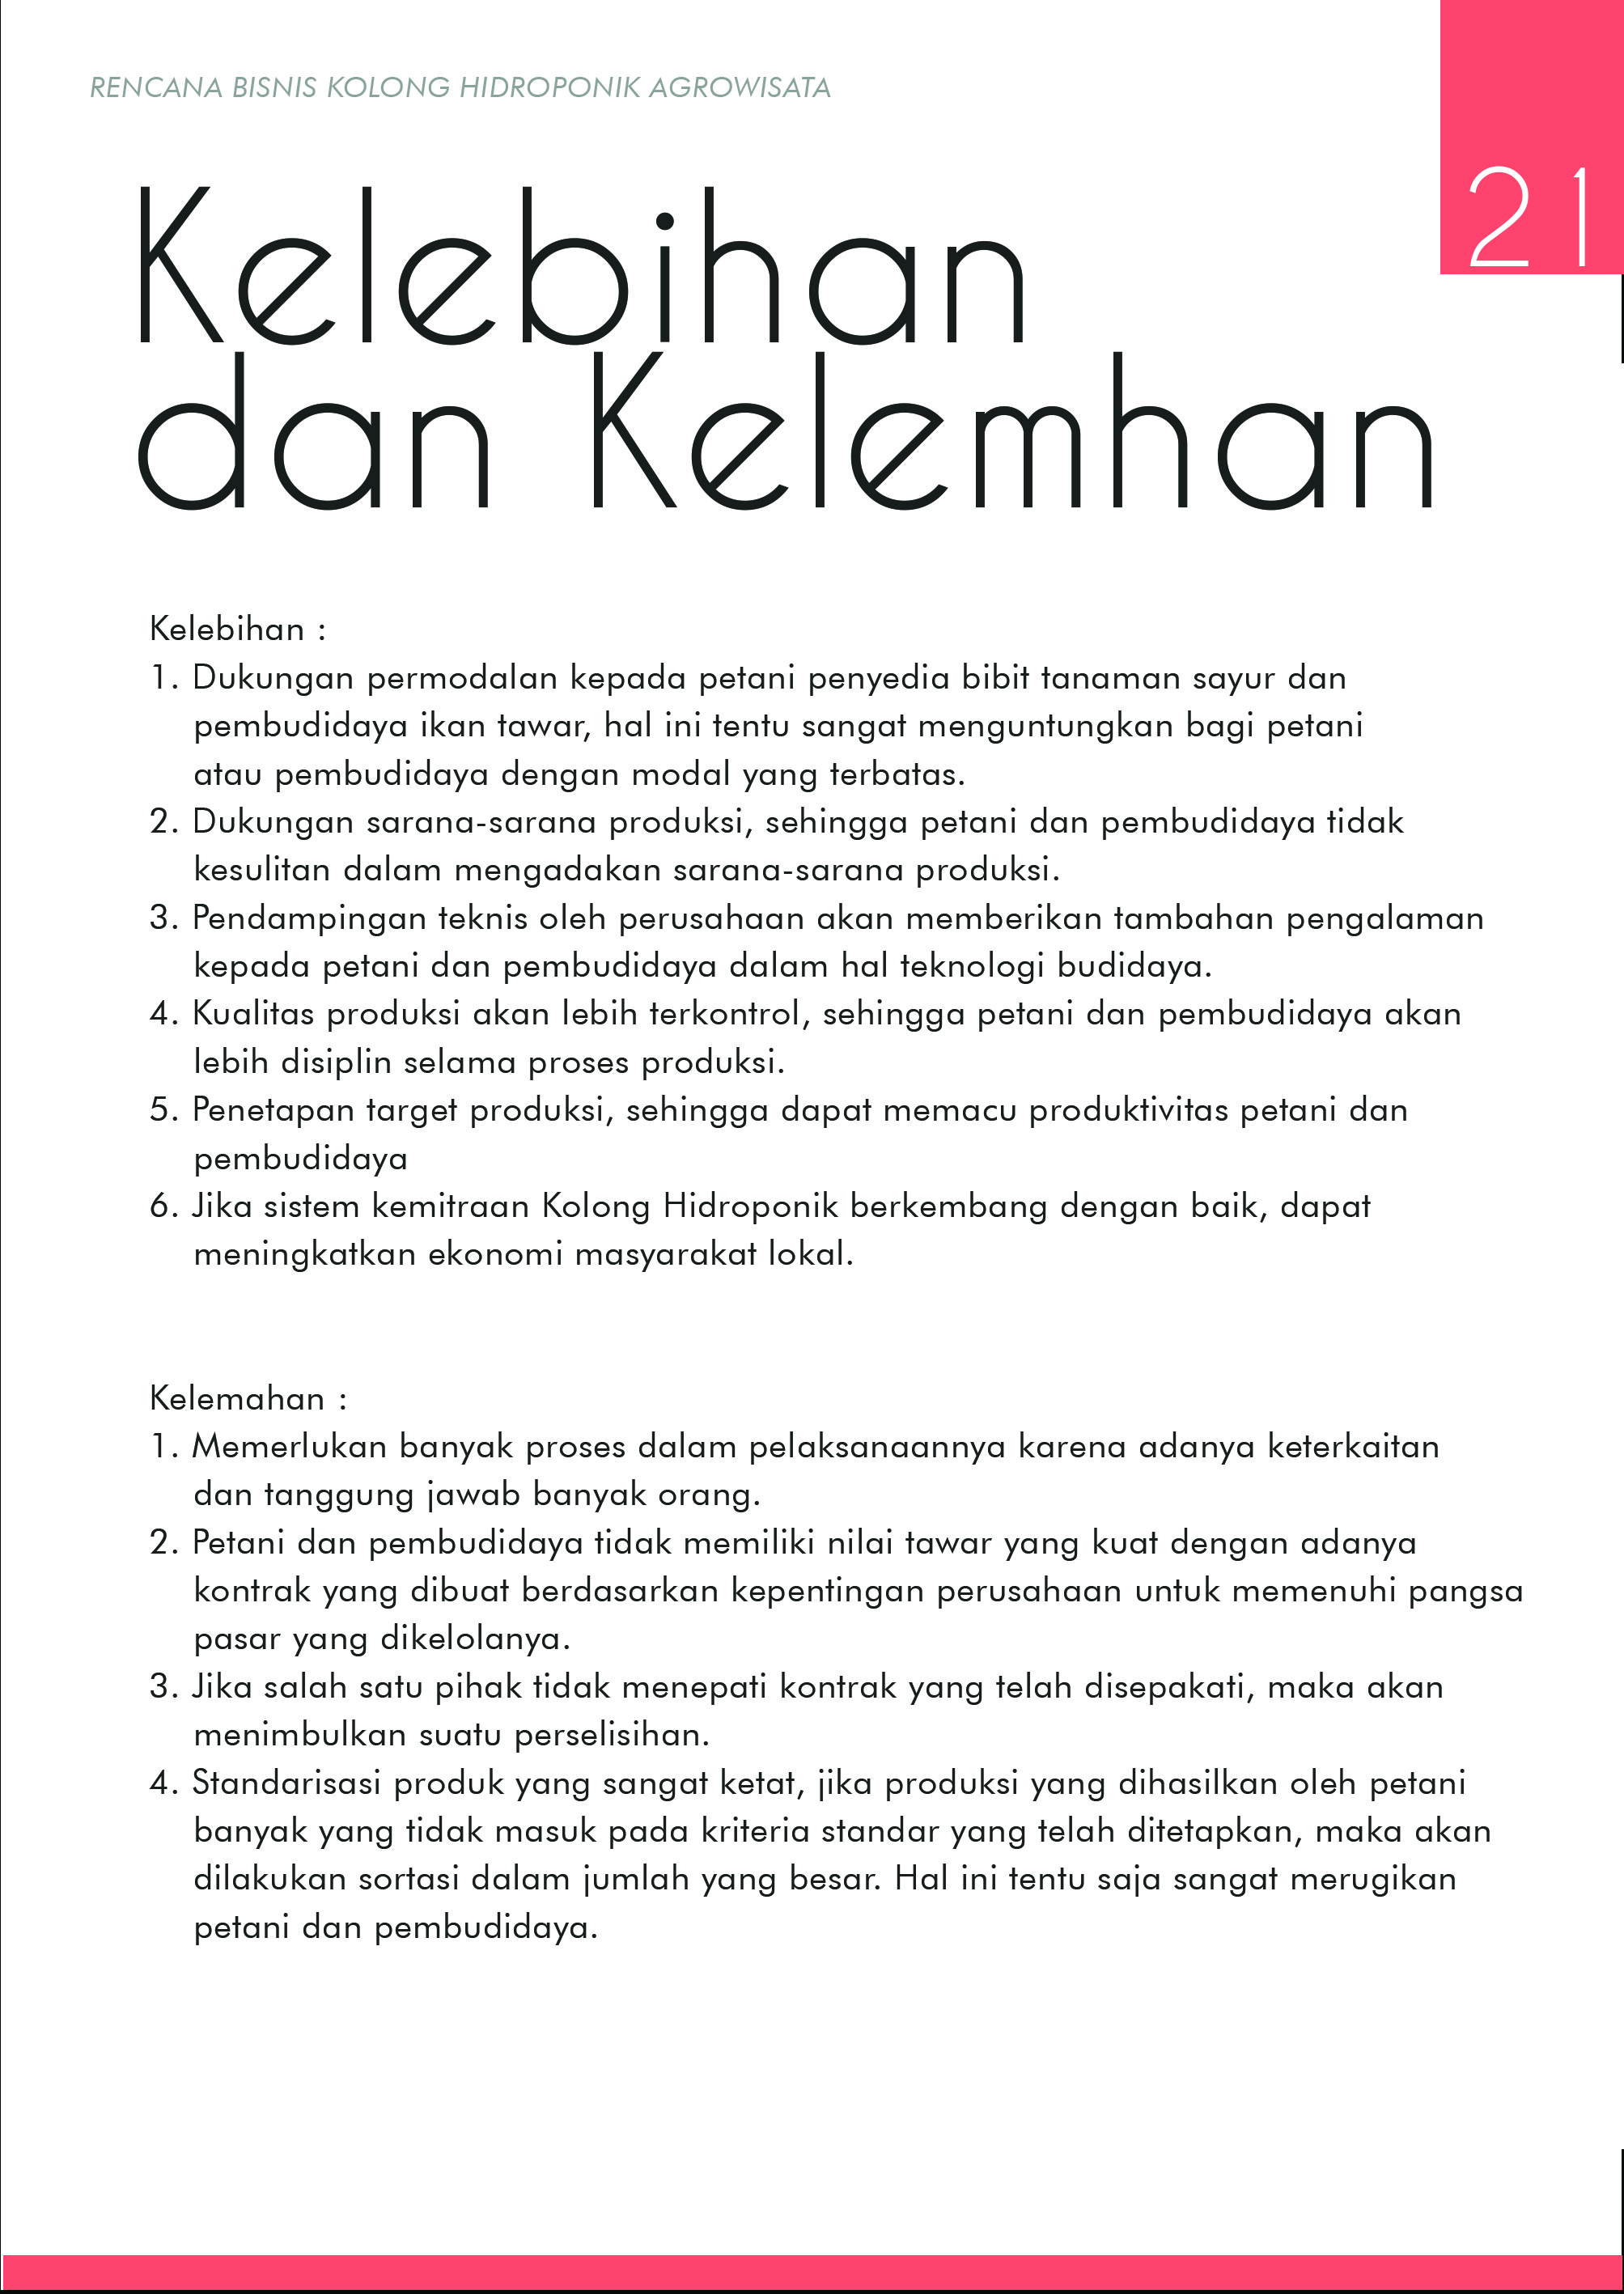 RENCANA BISNIS KOLONG HIDROPONIK AGROWISATA
21
Kelebihan
dan Kelemhan
Kelebihan :
1. Dukungan permodalan kepada petani penyedia bibit tanaman sayur dan
pembudidaya ikan tawar, hal ini tentu sangat menguntungkan bagi petani
atau pembudidaya dengan modal yang terbatas.
2. Dukungan sarana-sarana produksi, sehingga petani dan pembudidaya tidak
kesulitan dalam mengadakan sarana-sarana produksi.
3. Pendampingan teknis oleh perusahaan akan memberikan tambahan pengalaman
kepada petani dan pembudidaya dalam hal teknologi budidaya.
4. Kualitas produksi akan lebih terkontrol, sehingga petani dan pembudidaya akan
lebih disiplin selama proses produksi.
5. Penetapan target produksi, sehingga dapat memacu produktivitas petani dan
pembudidaya
6. Jika sistem kemitraan Kolong Hidroponik berkembang dengan baik, dapat
meningkatkan ekonomi masyarakat lokal.
Kelemahan :
1. Memerlukan banyak proses dalam pelaksanaannya karena adanya keterkaitan
dan tanggung jawab banyak orang.
2. Petani dan pembudidaya tidak memiliki nilai tawar yang kuat dengan adanya
kontrak yang dibuat berdasarkan kepentingan perusahaan untuk memenuhi pangsa
pasar yang dikelolanya.
3. Jika salah satu pihak tidak menepati kontrak yang telah disepakati, maka akan
menimbulkan suatu perselisihan.
4. Standarisasi produk yang sangat ketat, jika produksi yang dihasilkan oleh petani
banyak yang tidak masuk pada kriteria standar yang telah ditetapkan, maka akan
dilakukan sortasi dalam jumlah yang besar. Hal ini tentu saja sangat merugikan
petani dan pembudidaya.